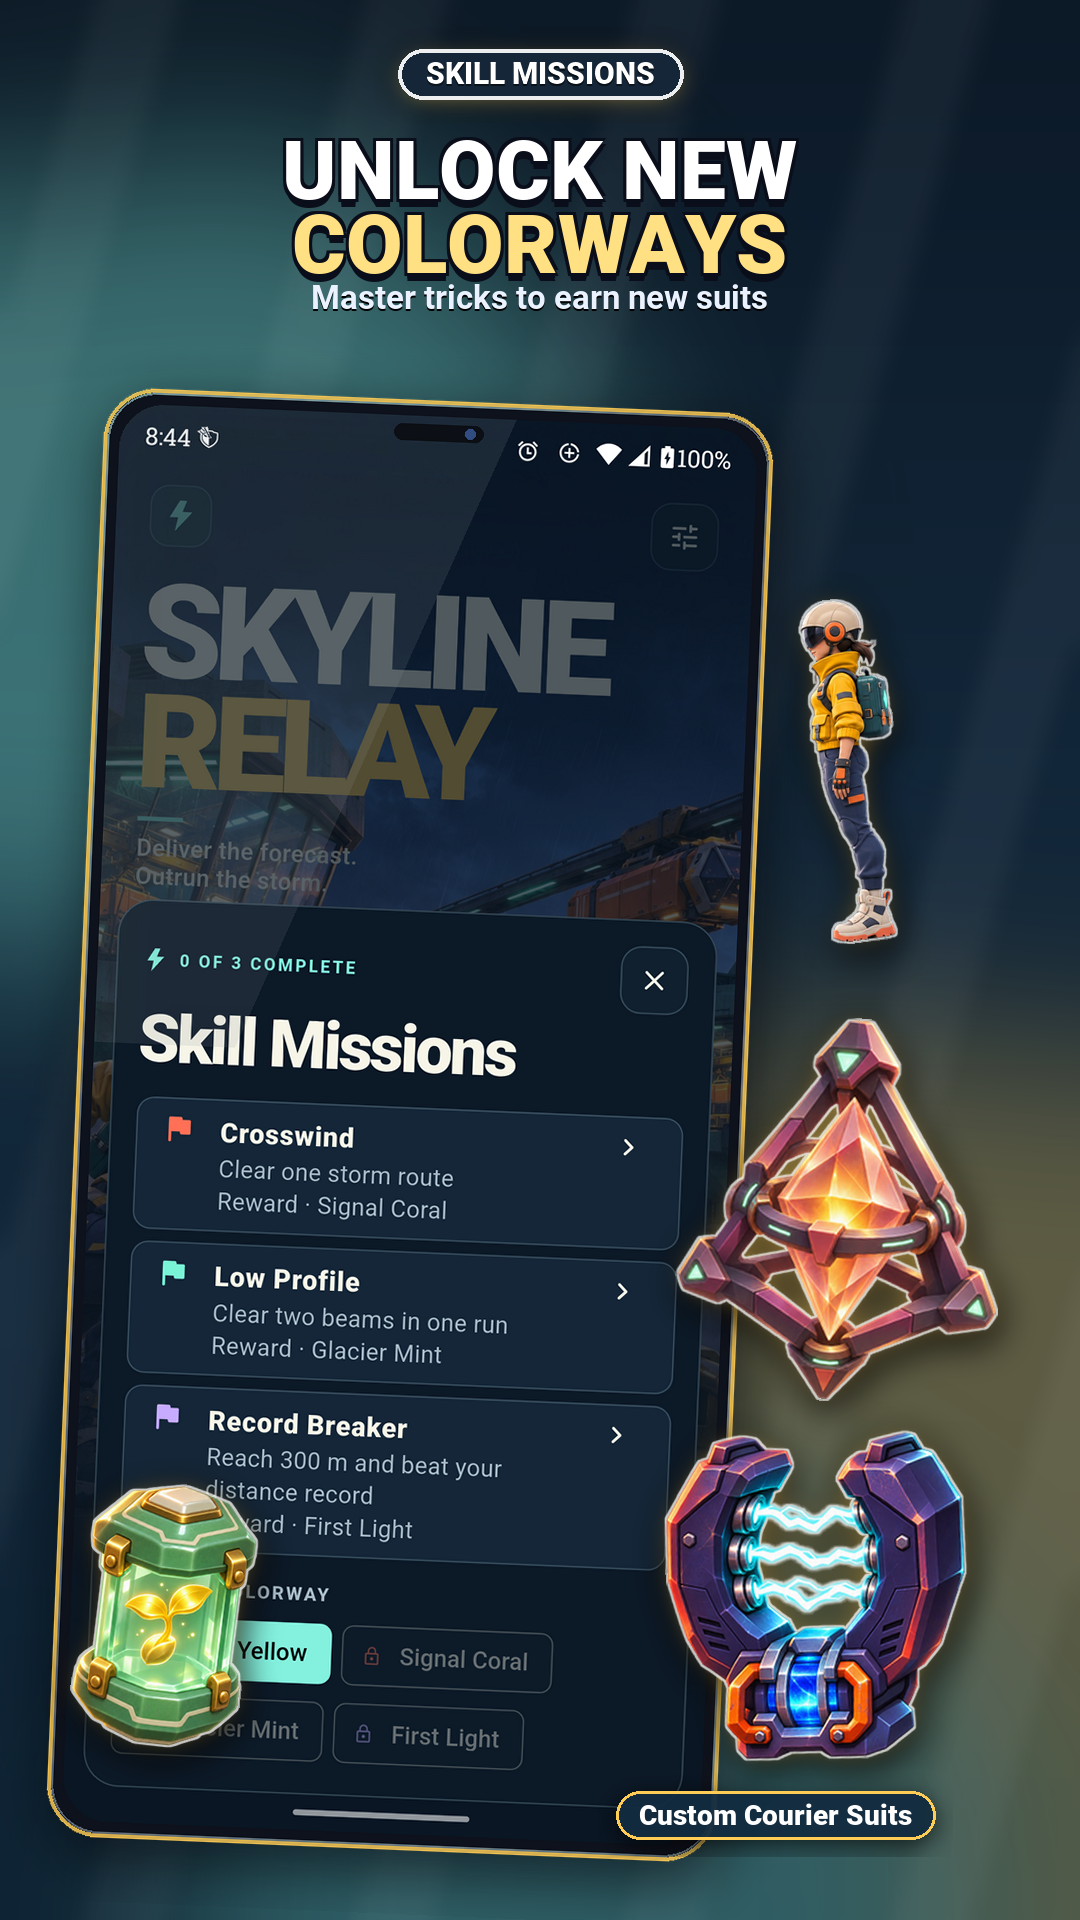 SKILL MISSIONS
UNLOCK NEW
COLORWAYS
Master tricks to earn new suits
8:44
100%
SKYLINE
RELAY
Deliver the forecast.
Outrun the storm.
0 OF 3 COMPLETE
Skill Missions
Crosswind
Clear one storm route
Reward · Signal Coral
Low Profile
Clear two beams in one run
Reward · Glacier Mint
Record Breaker
Reach 300 m and beat your
distance record
· First Light
Yellow
Signal Coral
Mint
First Light
Custom Courier Suits